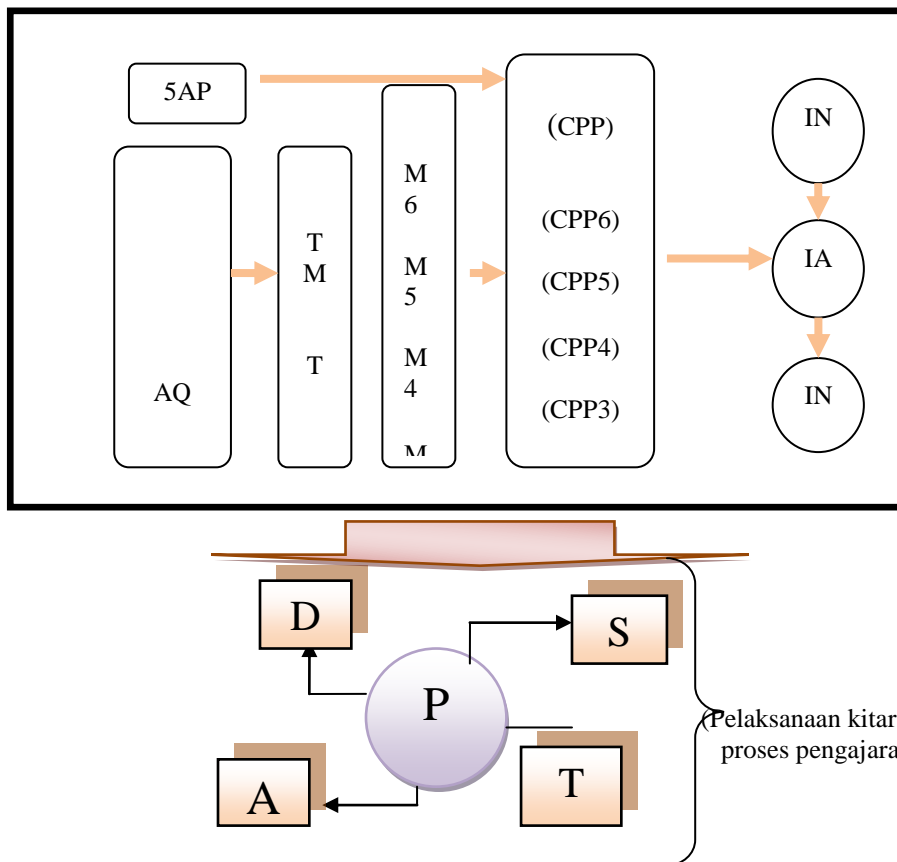 5AP
AQ
T
M
T
M
6
M
5
M
4
M
(CPP)
(CPP6)
(CPP5)
(CPP4)
(CPP3)
IN
IA
IN
D
S
P
A
T
(Pelaksanaan kitar
proses pengajara